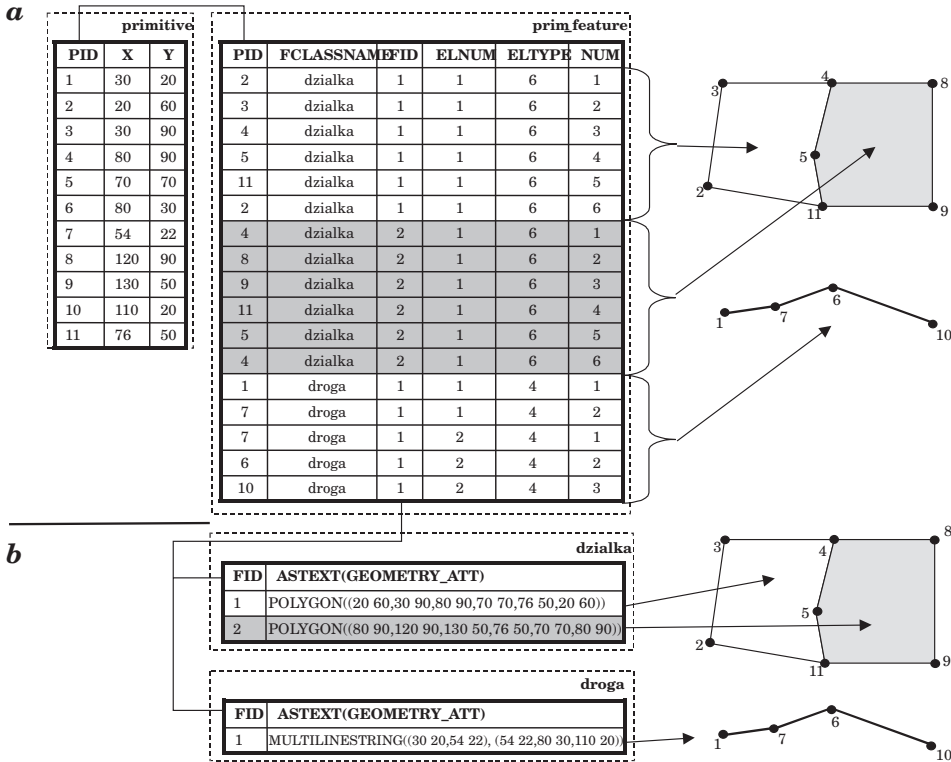 a
primitive
PID X Y
1 30 20
2 20 60
3 30 90
4 80 90
5 70 70
6 80 30
7 54 22
8 120 90
9 130 50
10 110 20
11 76 50
prim_feature
PID FCLASSNAME FID ELNUM ELTYPE NUM
2 dzialka 1 1 6 1
3 dzialka 1 1 6 2
4 dzialka 1 1 6 3
5 dzialka 1 1 6 4
11 dzialka 1 1 6 5
2 dzialka 1 1 6 6
4 dzialka 2 1 6 1
8 dzialka 2 1 6 2
9 dzialka 2 1 6 3
11 dzialka 2 1 6 4
5 dzialka 2 1 6 5
4 dzialka 2 1 6 6
1 droga 1 1 4 1
7 droga 1 1 4 2
7 droga 1 2 4 1
6 droga 1 2 4 2
10 droga 1 2 4 3
3 4 8
5
2 11 9
6
1 7 10
b
dzialka
FID ASTEXT(GEOMETRY_ATT)
1 POLYGON((20 60,30 90,80 90,70 70,76 50,20 60))
2 POLYGON((80 90,120 90,130 50,76 50,70 70,80 90))
3 4 8
5
2 11 9
droga
FID ASTEXT(GEOMETRY_ATT)
1 MULTILINESTRING((30 20,54 22), (54 22,80 30,110 20))
6
1 7 10